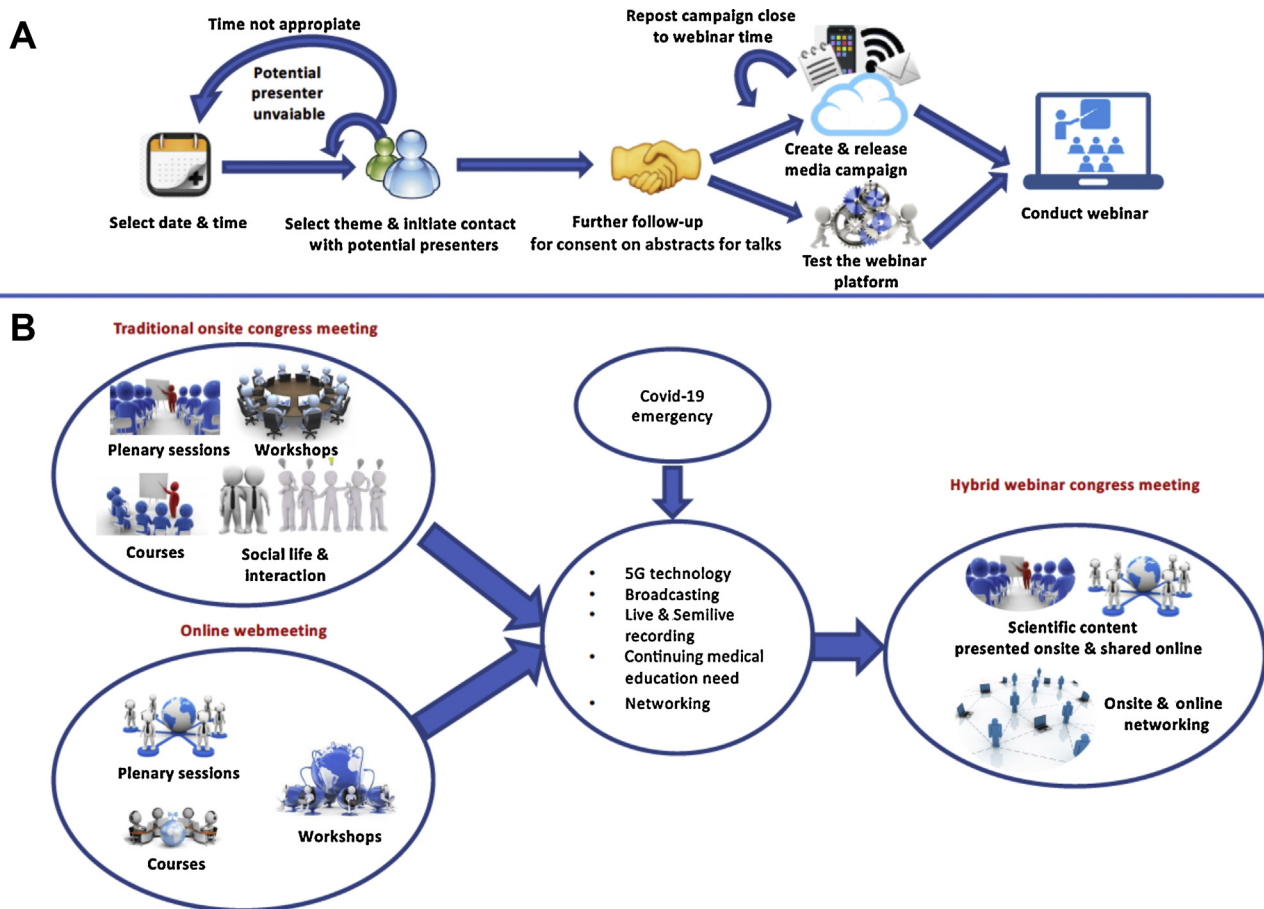 A
Time not appropiate
Potential
presenter
unvaiable
Repost campaign close
to webinar time
Select date & time
Select theme & initiate contact
with potential presenters
Further follow-up
for consent on abstracts for talks
Create & release
media campaign
Test the webinar
platform
Conduct webinar
B
Traditional onsite congress meeting
Plenary sessions
Workshops
Courses
Social life &
interaction
Online webmeeting
Plenary sessions
Workshops
Courses
Covid-19
emergency
• 5G technology
• Broadcasting
• Live & Semilive
recording
• Continuing medical
education need
• Networking
Hybrid webinar congress meeting
Scientific content
presented onsite & shared online
Onsite & online
networking